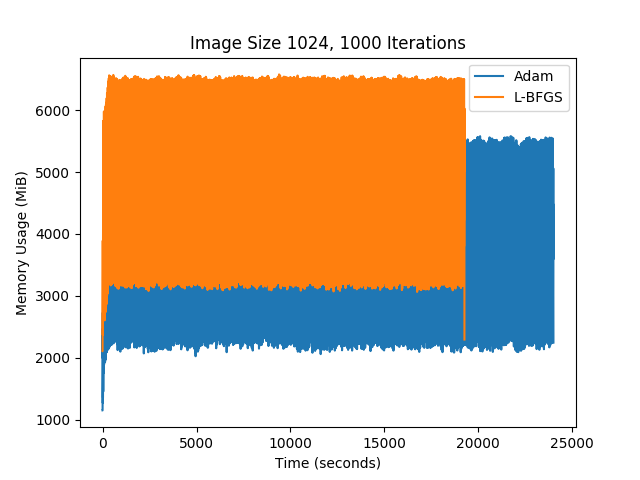 Image Size 1024, 1000 Iterations
Adam
L-BFGS
Memory Usage (MiB)
6000
5000
4000
3000
2000
1000
0
5000
10000
15000
20000
25000
Time (seconds)